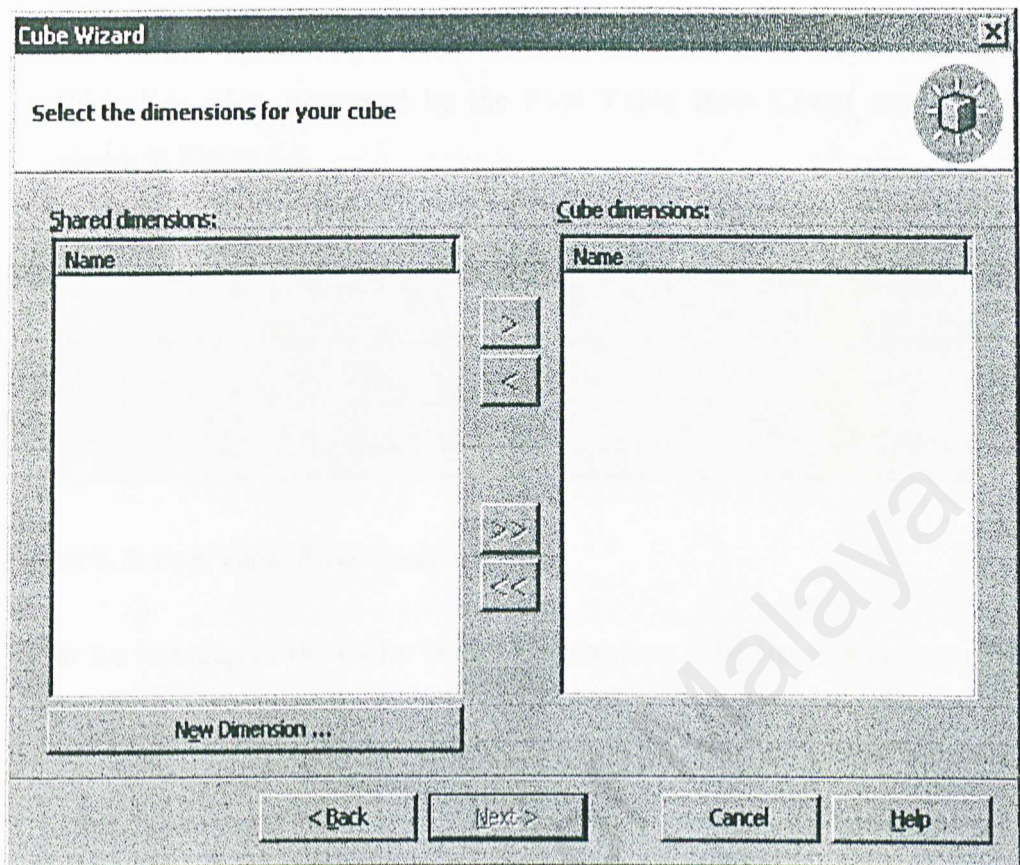 Cube Wizard
Select the dimensions for your cube
Shared dimensions:
Name
Cube dimensions:
Name
>
<
>>
<<
New Dimension ...
< Back
Next >
Cancel
Help
Malaya